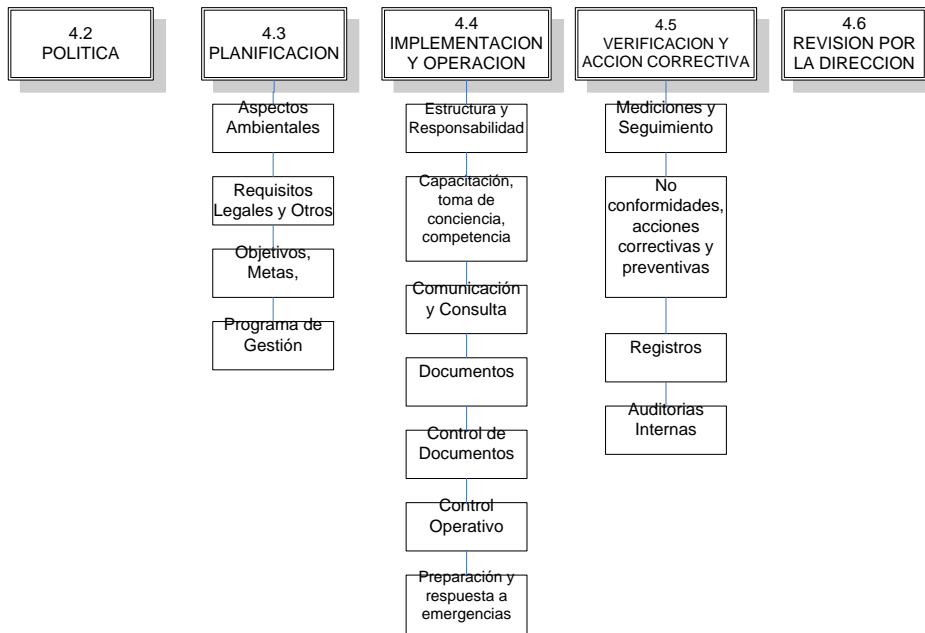 4.2
POLITICA
4.3
PLANIFICACION
Aspectos
Ambientales
Requisitos
Legales y Otros
Objetivos,
Metas,
Programa de
Gestión
4.4
IMPLEMENTACION
Y OPERACION
Estructura y
Responsabilidad
Capacitación,
toma de
conciencia,
competencia
Comunicación
y Consulta
Documentos
Control de
Documentos
Control
Operativo
Preparación y
respuesta a
emergencias
4.5
VERIFICACION Y
ACCION CORRECTIVA
Mediciones y
Seguimiento
No
conformidades,
acciones
correctivas y
preventivas
Registros
Auditorias
Internas
4.6
REVISION POR
LA DIRECCION